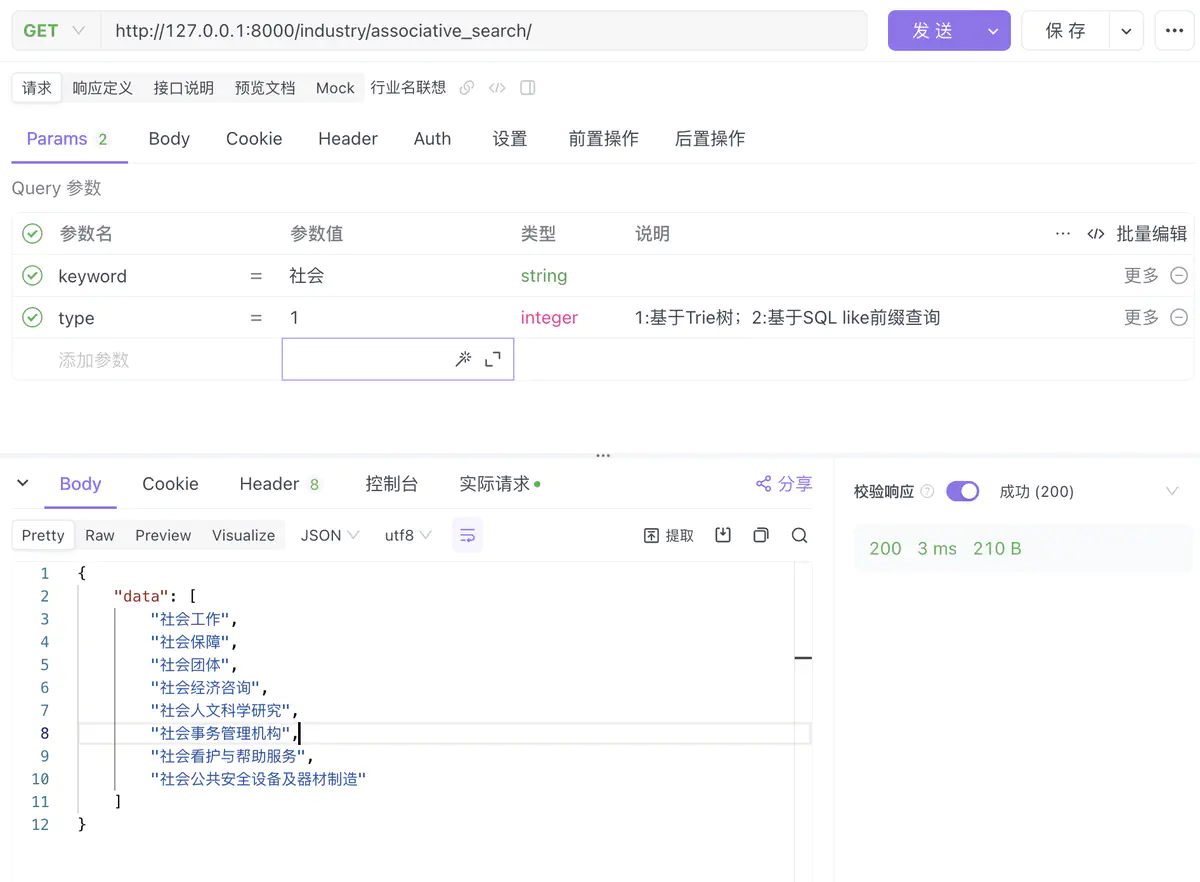 GET http://127.0.0.1:8000/industry/associative_search/ 发 送 保 存
请求 响应定义 接口说明 预览文档 Mock 行业名联想
Params 2 Body Cookie Header Auth 设置 前置操作 后置操作
Query 参数
参数名 参数值 类型 说明 批量编辑
keyword = 社会 string 更多
type = 1 integer 1:基于Trie树；2:基于SQL like前缀查询 更多
添加参数
Body Cookie Header 8 控制台 实际请求 分享
Pretty Raw Preview Visualize JSON utf8 提取
1 {
2 "data": [
3 "社会工作",
4 "社会保障",
5 "社会团体",
6 "社会经济咨询",
7 "社会人文科学研究",
8 "社会事务管理机构",
9 "社会看护与帮助服务",
10 "社会公共安全设备及器材制造"
11 ]
12 }
校验响应 成功 (200)
200 3 ms 210 B